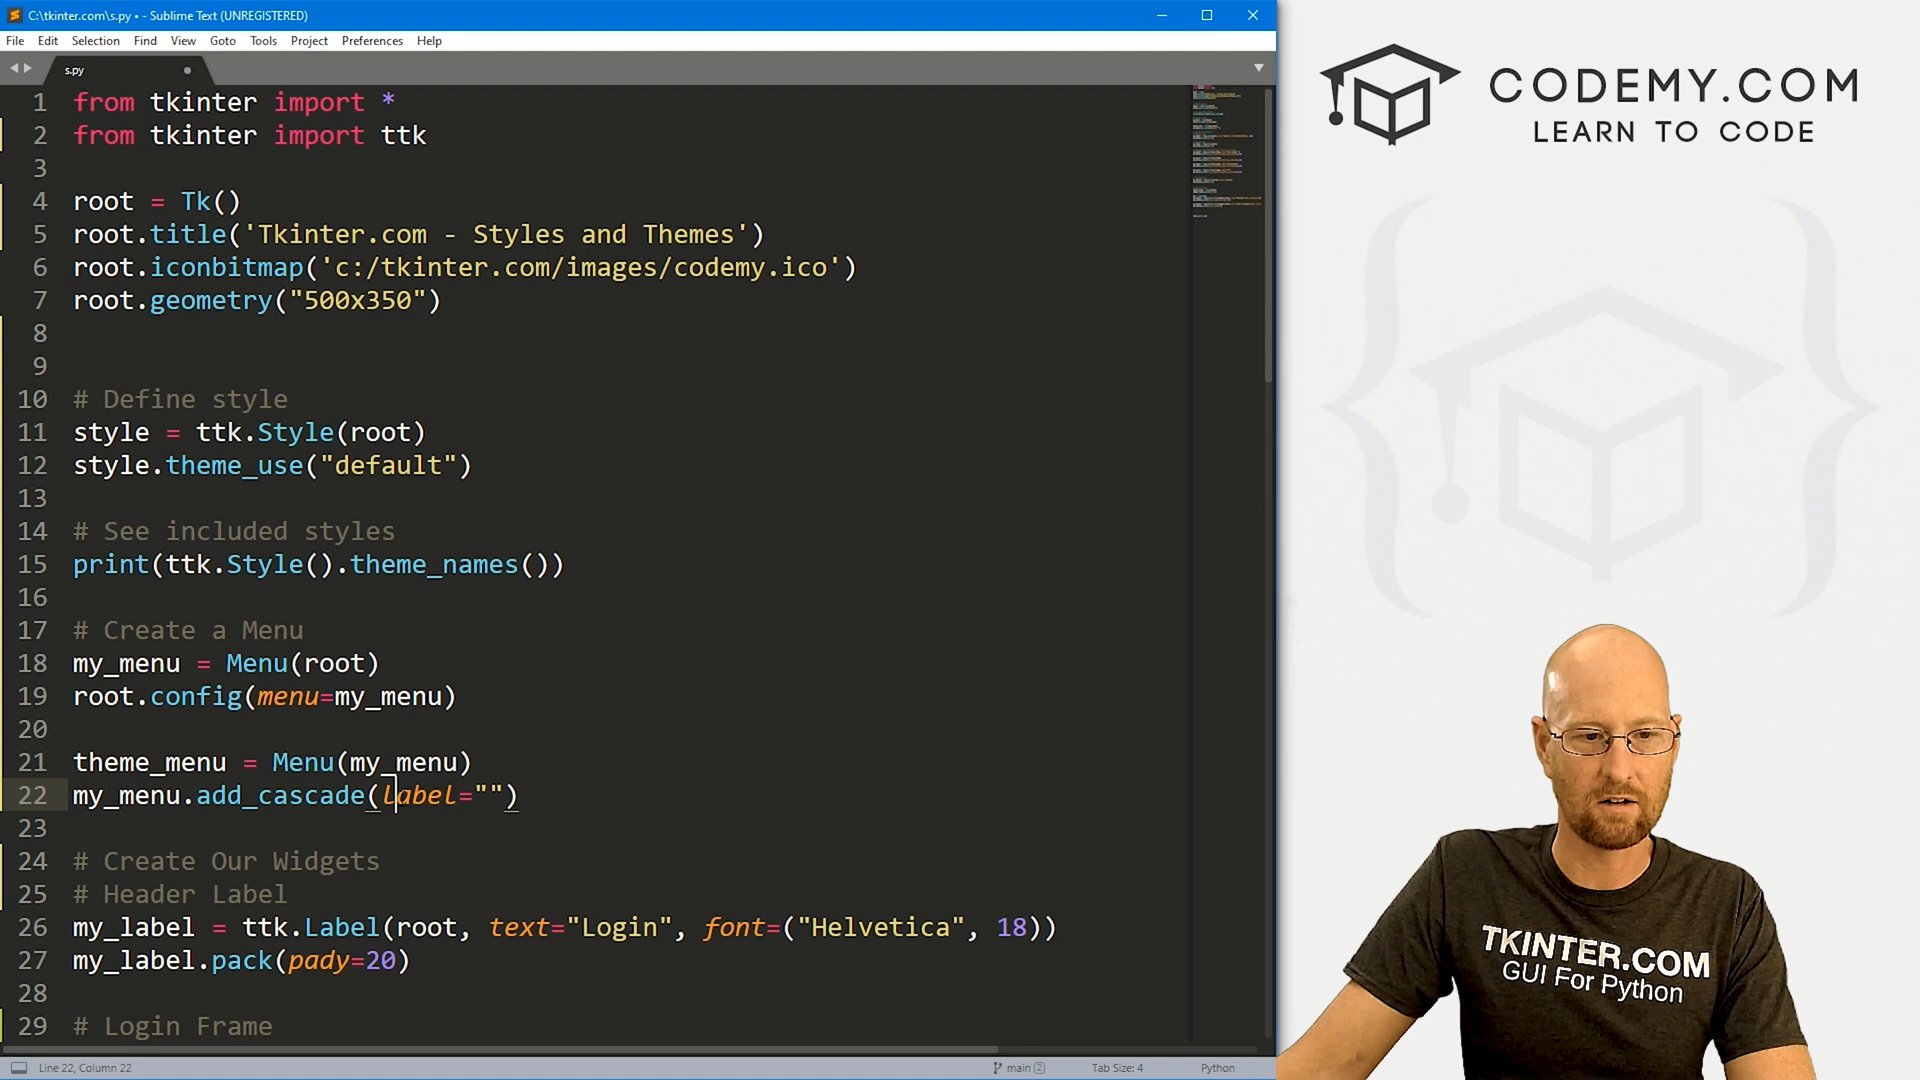 C:\tkinter.com\s.py • - Sublime Text (UNREGISTERED)
File Edit Selection Find View Goto Tools Project Preferences Help
s.py
1 from tkinter import *
2 from tkinter import ttk
3
4 root = Tk()
5 root.title('Tkinter.com - Styles and Themes')
6 root.iconbitmap('c:/tkinter.com/images/codemy.ico')
7 root.geometry("500x350")
8
9
10 # Define style
11 style = ttk.Style(root)
12 style.theme_use("default")
13
14 # See included styles
15 print(ttk.Style().theme_names())
16
17 # Create a Menu
18 my_menu = Menu(root)
19 root.config(menu=my_menu)
20
21 theme_menu = Menu(my_menu)
22 my_menu.add_cascade(label="")
23
24 # Create Our Widgets
25 # Header Label
26 my_label = ttk.Label(root, text="Login", font=("Helvetica", 18))
27 my_label.pack(pady=20)
28
29 # Login Frame
Line 22, Column 22
main 2
Tab Size: 4
Python
CODEMY.COM
LEARN TO CODE
TKINTER.COM
GUI For Python